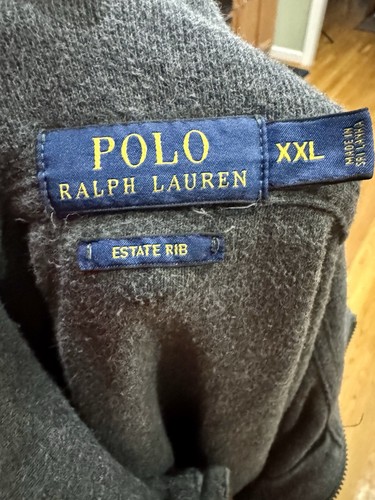 POLO
RALPH LAUREN
XXL
MADE IN
SRI LANKA
ESTATE RIB